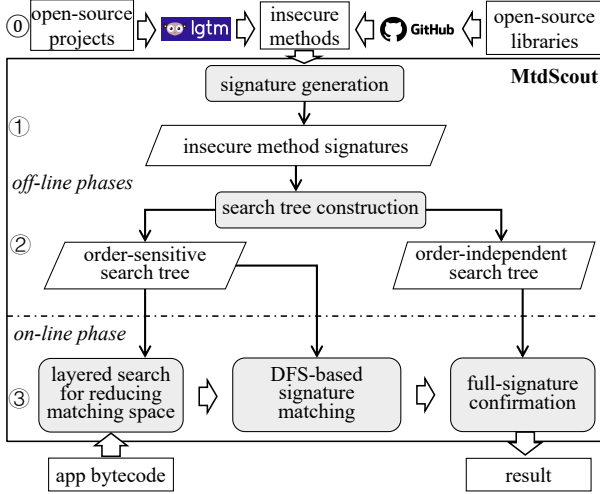 ⓪
open-source
projects
lgtm
insecure
methods
GitHub
open-source
libraries
MtdScout
signature generation
①
insecure method signatures
off-line phases
search tree construction
②
order-sensitive
search tree
order-independent
search tree
on-line phase
③
layered search
for reducing
matching space
DFS-based
signature
matching
full-signature
confirmation
app bytecode
result